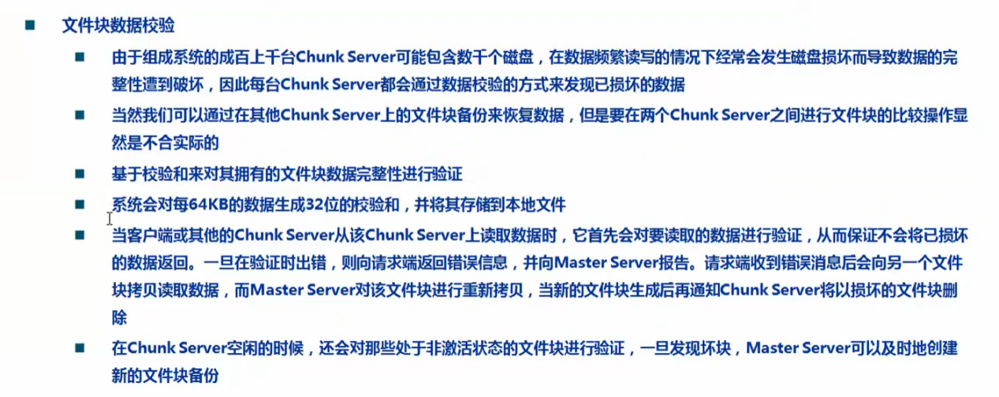 文件块数据校验
由于组成系统的成百上千台Chunk Server可能包含数千个磁盘，在数据频繁读写的情况下经常会发生磁盘损坏而导致数据的完
整性遭到破坏，因此每台Chunk Server都会通过数据校验的方式来发现已损坏的数据
当然我们可以通过在其他Chunk Server上的文件块备份来恢复数据，但是要在两个Chunk Server之间进行文件块的比较操作显
然是不合实际的
基于校验和来对其拥有的文件块数据完整性进行验证
系统会对每64KB的数据生成32位的校验和，并将其存储到本地文件
当客户端或其他的Chunk Server从该Chunk Server上读取数据时，它首先会对要读取的数据进行验证，从而保证不会将已损坏
的数据返回。一旦在验证时出错，则向请求端返回错误信息，并向Master Server报告。请求端收到错误消息后会向另一个文件
块拷贝读取数据，而Master Server对该文件块进行重新拷贝，当新的文件块生成后再通知Chunk Server将以损坏的文件块删
除
在Chunk Server空闲的时候，还会对那些处于非激活状态的文件块进行验证，一旦发现坏块，Master Server可以及时地创建
新的文件块备份